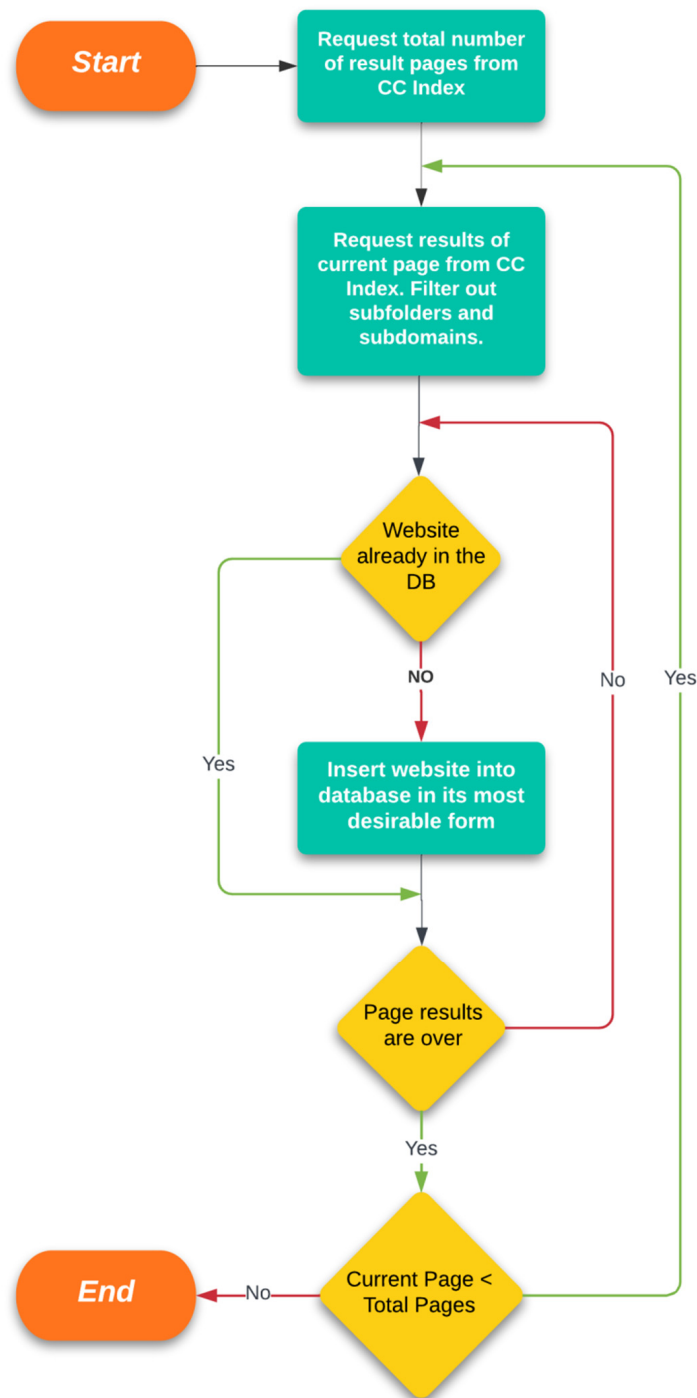 Start
Request total number
of result pages from
CC Index
Request results of
current page from CC
Index. Filter out
subfolders and
subdomains.
Website
already in the
DB
NO
No
Yes
Yes
Insert website into
database in its most
desirable form
Page results
are over
Yes
Current Page <
Total Pages
No
End